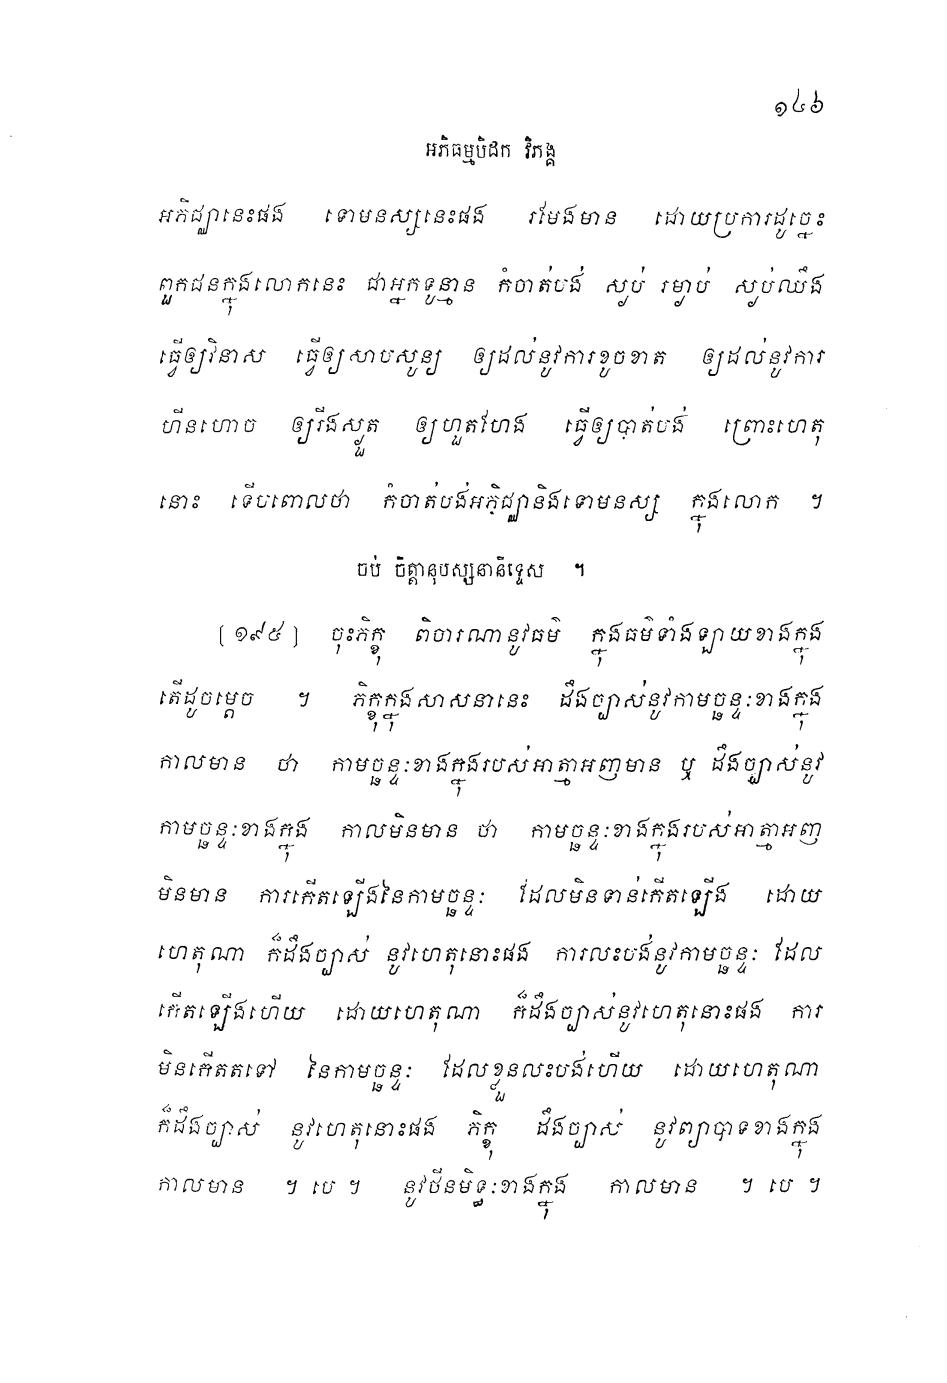 ១៤៦
អភិធម្មបិដក វិភង្គ
អភិជ្ឈានេះផង ទោមនស្សនេះផង រមែងមាន ដោយប្រការដូច្នេះ
ពួកជនក្នុងលោកនេះ ជាអ្នកទូន្មាន កំចាត់បង់ ស្ងប់ រម្ងាប់ ស្ងប់ឈឹង
ធ្វើឲ្យវិនាស ធ្វើឲ្យសាបសូន្យ ឲ្យដល់នូវការខូចខាត ឲ្យដល់នូវការ
ហិនហោច ឲ្យរីងស្ងួត ឲ្យហួតហែង ធ្វើឲ្យបាត់បង់ ព្រោះហេតុ
នោះ ទើបពោលថា កំចាត់បង់អភិជ្ឈានិងទោមនស្ស ក្នុងលោក ។
ចប់ ចិត្តានុបស្សនានិទ្ទេស ។
[១៩៥] ចុះភិក្ខុ ពិចារណានូវធម៌ ក្នុងធម៌ទាំងឡាយខាងក្នុង
តើដូចម្តេច ។ ភិក្ខុក្នុងសាសនានេះ ដឹងច្បាស់នូវកាមច្ឆន្ទៈខាងក្នុង
កាលមាន ថា កាមច្ឆន្ទៈខាងក្នុងរបស់អាត្មាអញមាន ឬ ដឹងច្បាស់នូវ
កាមច្ឆន្ទៈខាងក្នុង កាលមិនមាន ថា កាមច្ឆន្ទៈខាងក្នុងរបស់អាត្មាអញ
មិនមាន ការកើតឡើងនៃកាមច្ឆន្ទៈ ដែលមិនទាន់កើតឡើង ដោយ
ហេតុណា ក៏ដឹងច្បាស់ នូវហេតុនោះផង ការលះបង់នូវកាមច្ឆន្ទៈ ដែល
កើតឡើងហើយ ដោយហេតុណា ក៏ដឹងច្បាស់នូវហេតុនោះផង ការ
មិនកើតតទៅ នៃកាមច្ឆន្ទៈ ដែលខ្លួនលះបង់ហើយ ដោយហេតុណា
ក៏ដឹងច្បាស់ នូវហេតុនោះផង ភិក្ខុ ដឹងច្បាស់ នូវព្យាបាទខាងក្នុង
កាលមាន ។ បេ ។ នូវថីនមិទ្ធៈខាងក្នុង កាលមាន ។ បេ ។